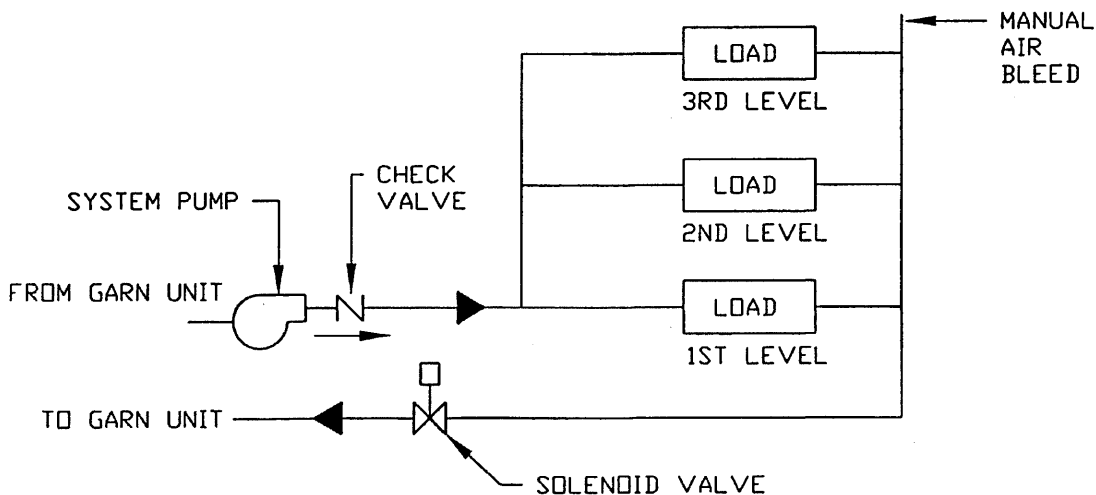 MANUAL
AIR
BLEED
LOAD
3RD LEVEL
CHECK
VALVE
SYSTEM PUMP
LOAD
2ND LEVEL
FROM GARN UNIT
LOAD
1ST LEVEL
TO GARN UNIT
SOLENOID VALVE